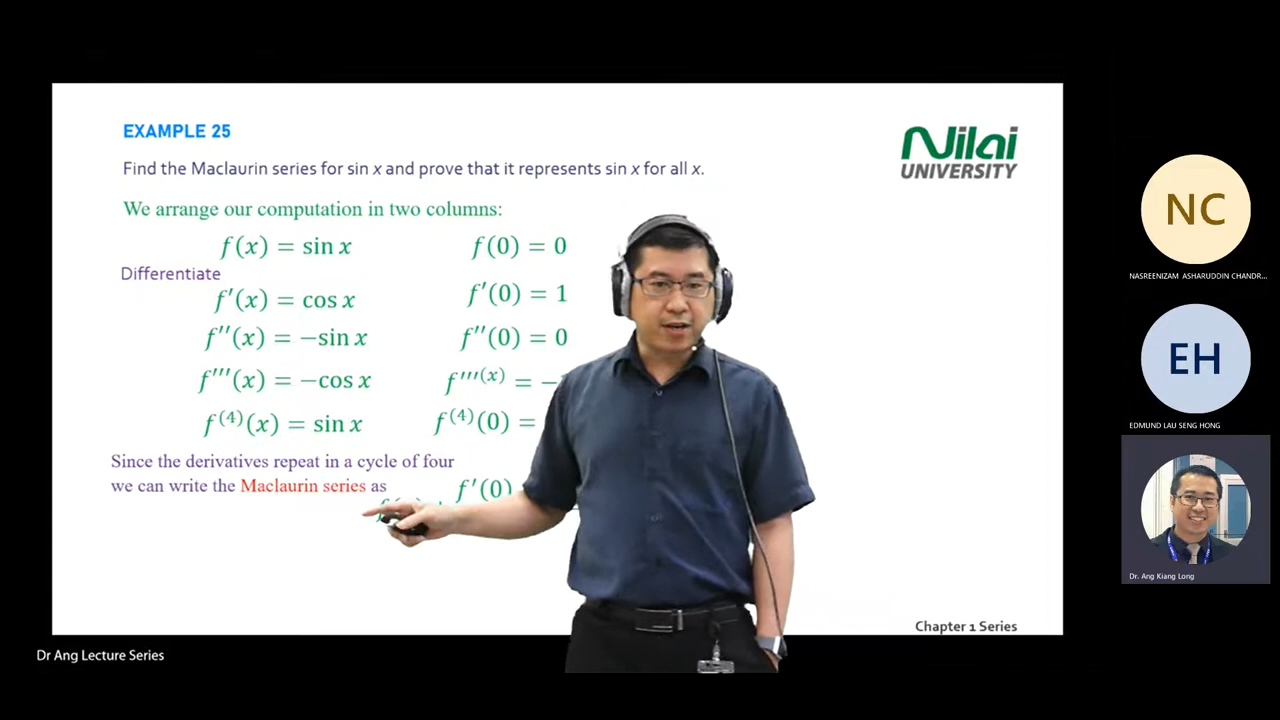 EXAMPLE 25
Nilai
UNIVERSITY
Find the Maclaurin series for sin x and prove that it represents sin x for all x.
We arrange our computation in two columns:
f(x) = sin x f(0) = 0
Differentiate
f′(x) = cos x f′(0) = 1
f′′(x) = −sin x f′′(0) = 0
f′′′(x) = −cos x f′′′(x) = −
f(4)(x) = sin x f(4)(0) =
Since the derivatives repeat in a cycle of four
we can write the Maclaurin series as
f′(0)
Chapter 1 Series
Dr Ang Lecture Series
NC
NASREENIZAM ASHARUDDIN CHANDR...
EH
EDMUND LAU SENG HONG
Dr. Ang Kiang Long